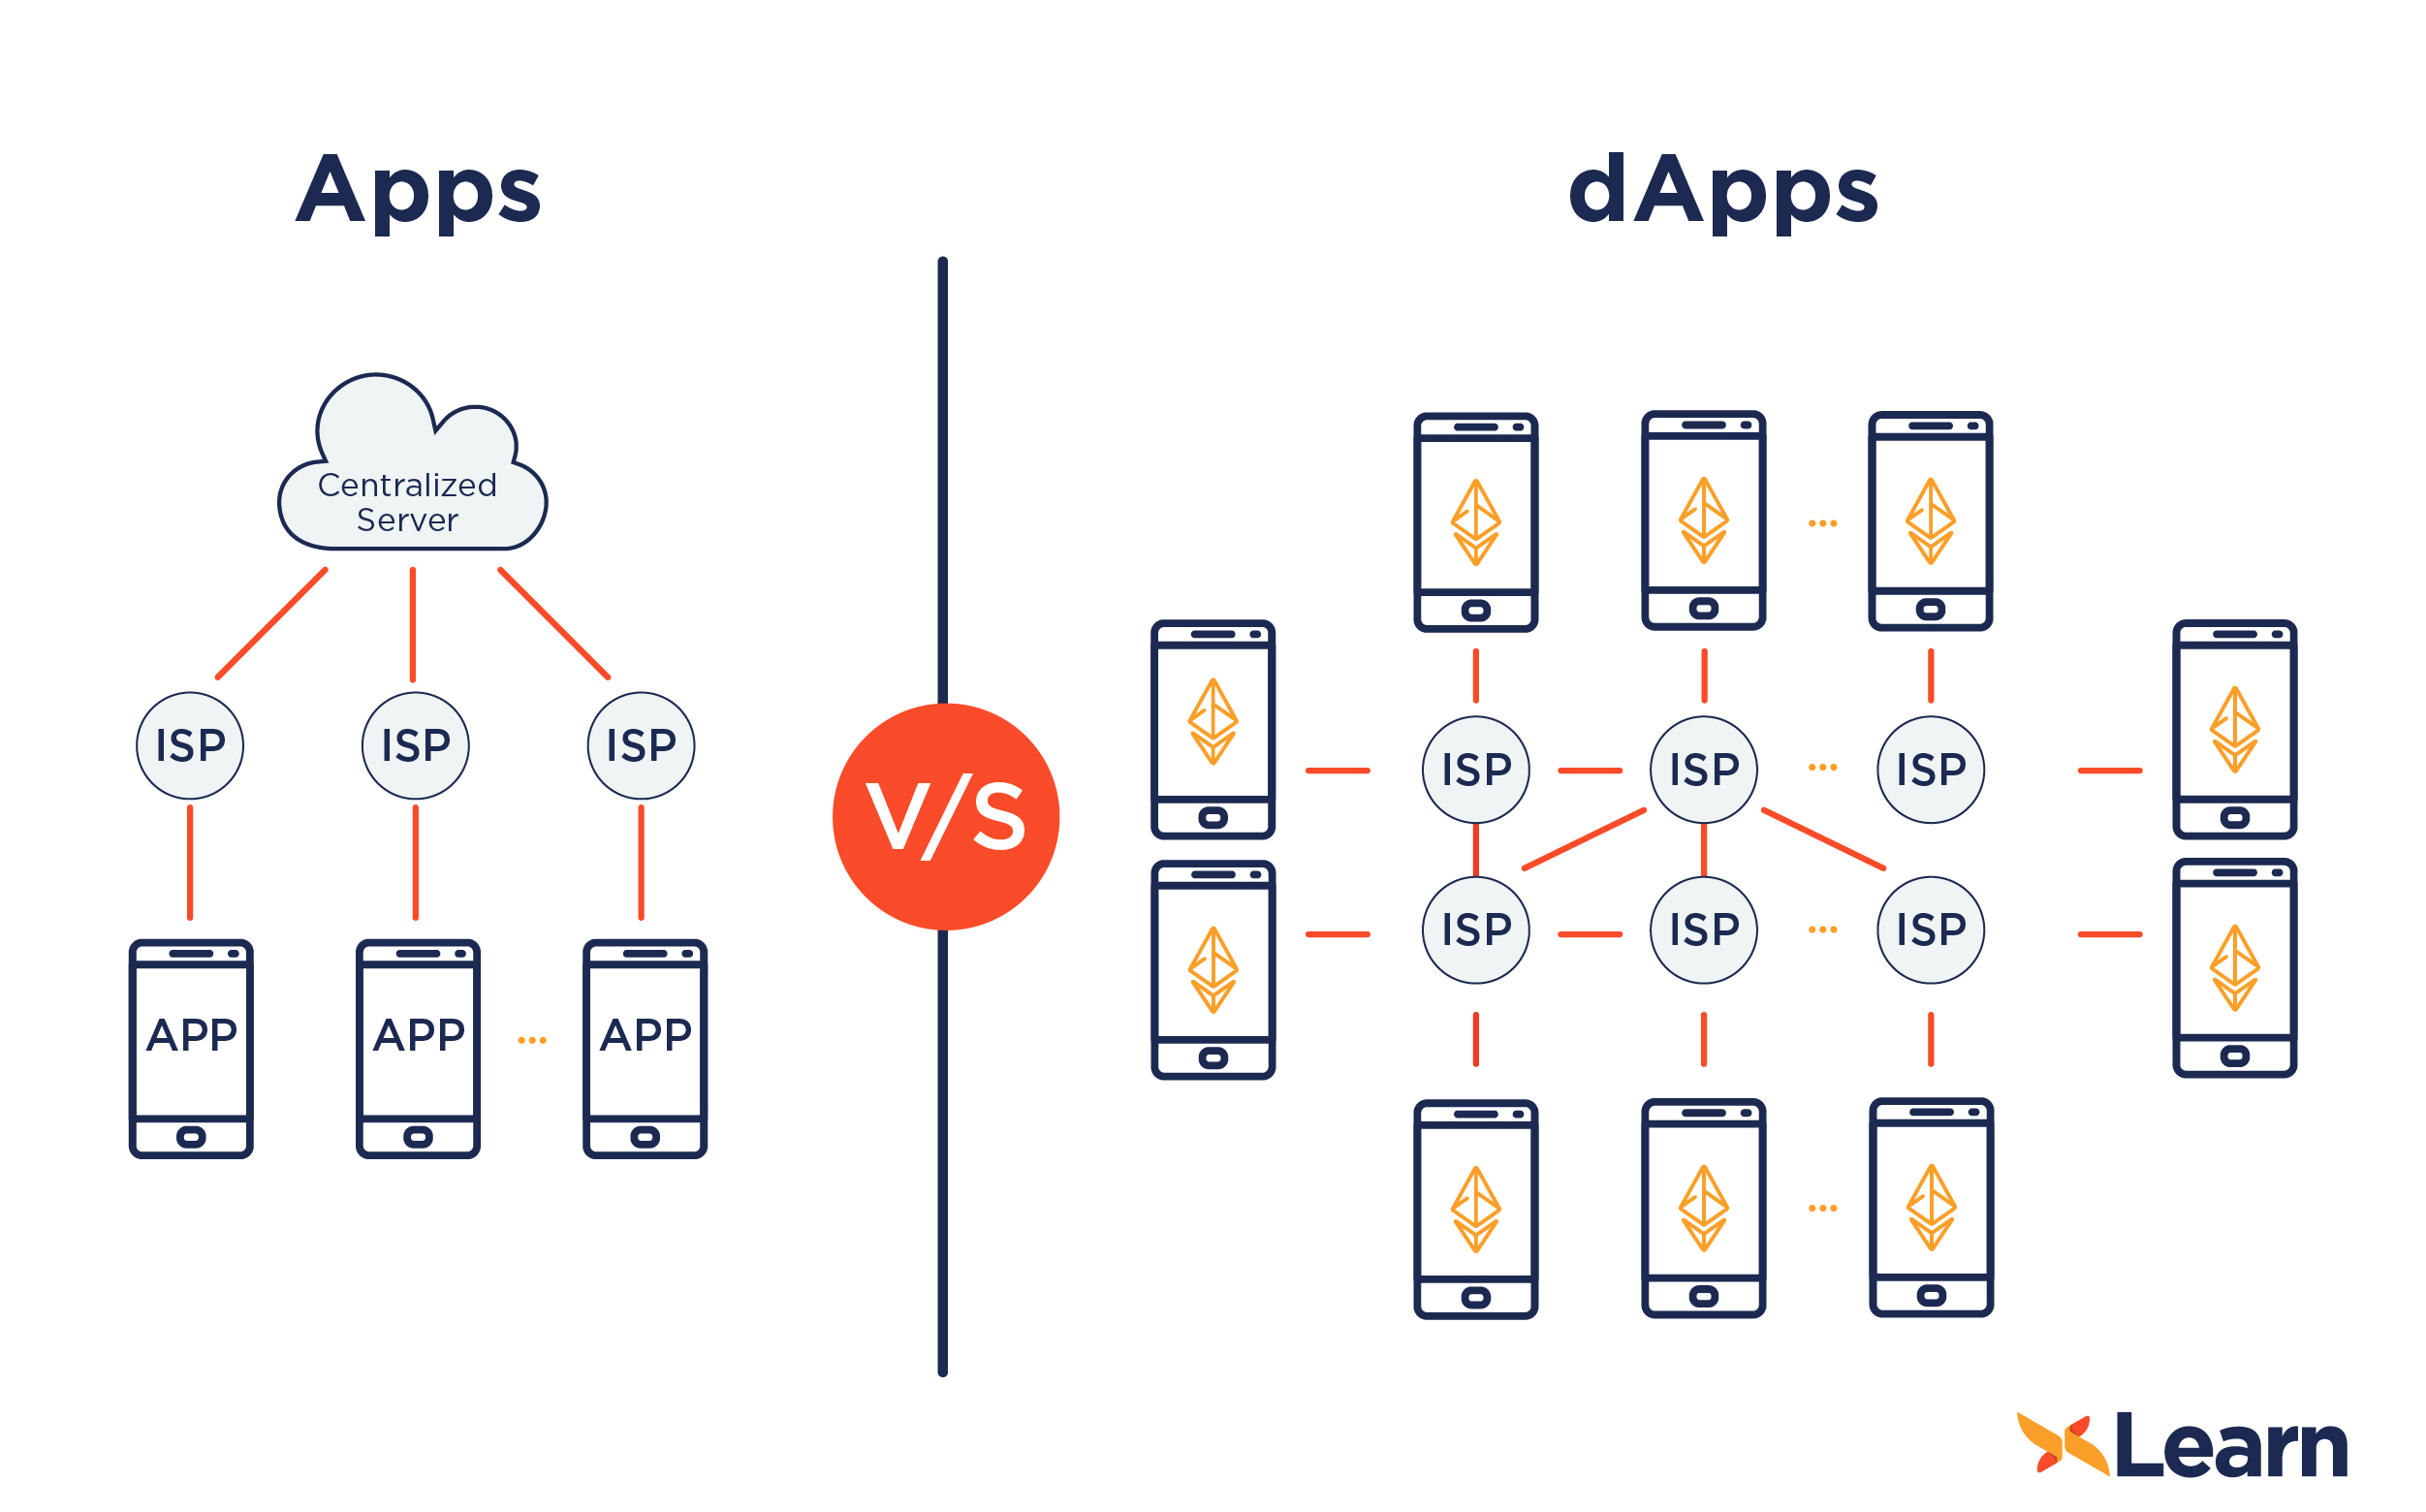 Apps
Centralized
Server
ISP ISP ISP
APP APP ... APP
V/S
dApps
...
ISP ISP ... ISP
ISP ISP ... ISP
...
Learn